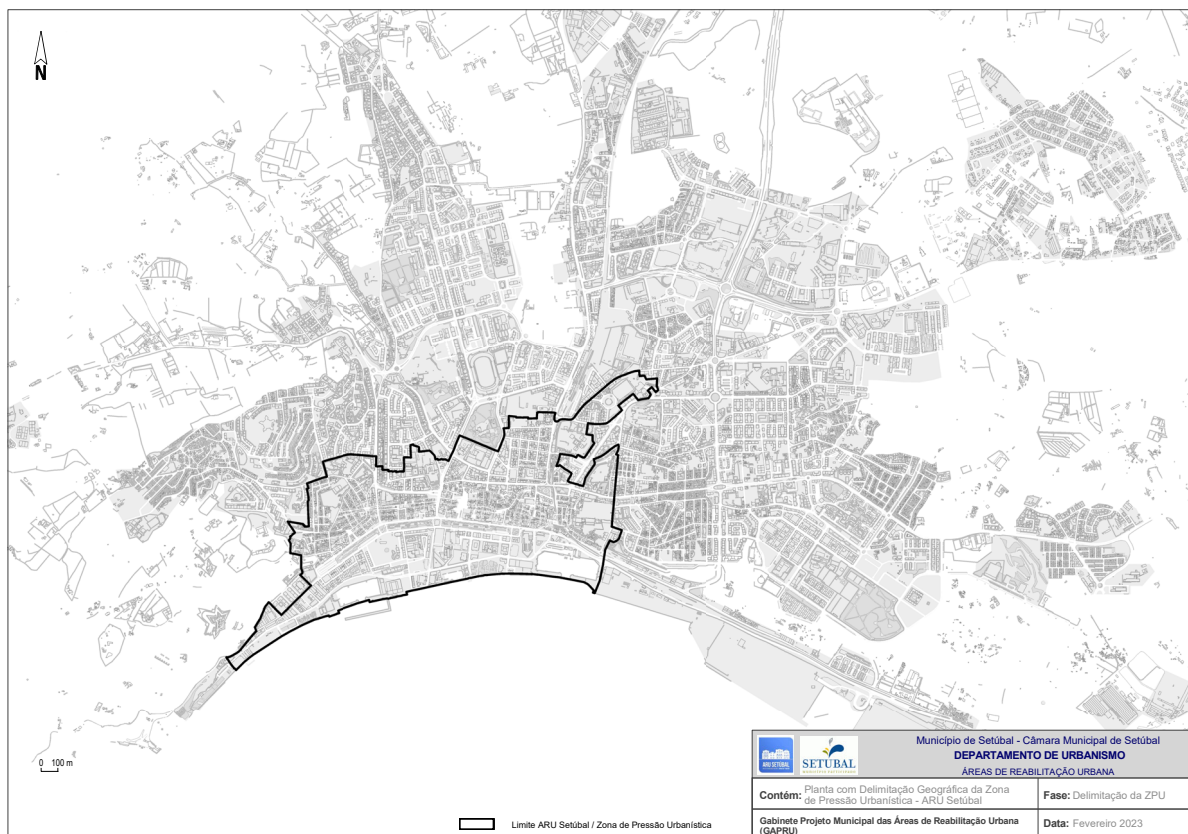 N
0 100 m
Limite ARU Setúbal / Zona de Pressão Urbanística
ARU SETÚBAL
SETÚBAL
Município de Setúbal - Câmara Municipal de Setúbal
DEPARTAMENTO DE URBANISMO
ÁREAS DE REABILITAÇÃO URBANA
Contém: Planta com Delimitação Geográfica da Zona
de Pressão Urbanística - ARU Setúbal
Fase: Delimitação da ZPU
Gabinete Projeto Municipal das Áreas de Reabilitação Urbana
(GAPRU)
Data: Fevereiro 2023